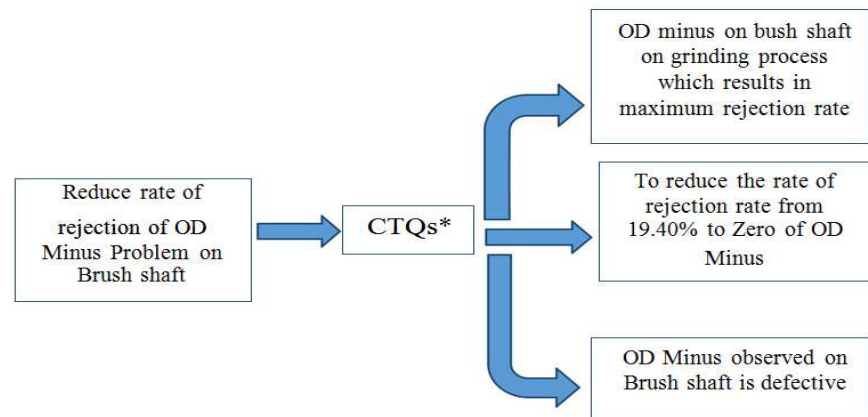 Reduce rate of
rejection of OD
Minus Problem on
Brush shaft
CTQs*
OD minus on bush shaft
on grinding process
which results in
maximum rejection rate
To reduce the rate of
rejection rate from
19.40% to Zero of OD
Minus
OD Minus observed on
Brush shaft is defective